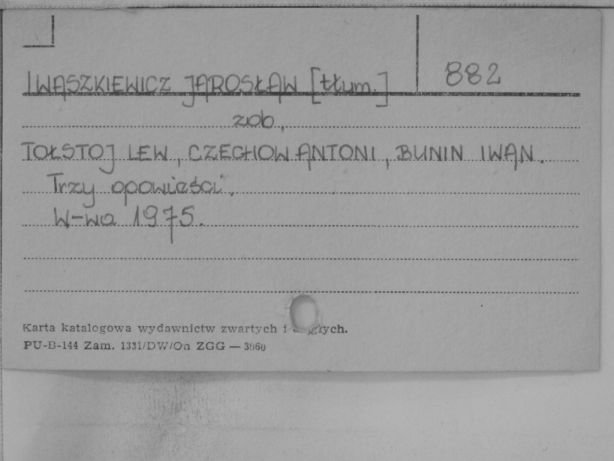 IWASZKIEWICZ JAROSŁAW [tłum.] 882
zob.
TOŁSTOJ LEW, CZECHOW ANTONI, BUNIN IWAN.
Trzy opowieści.
W-wa 1975.
Karta katalogowa wydawnictw zwartych i ciągłych.
PU-B-144 Zam. 1331/DW/On ZGG — 3060